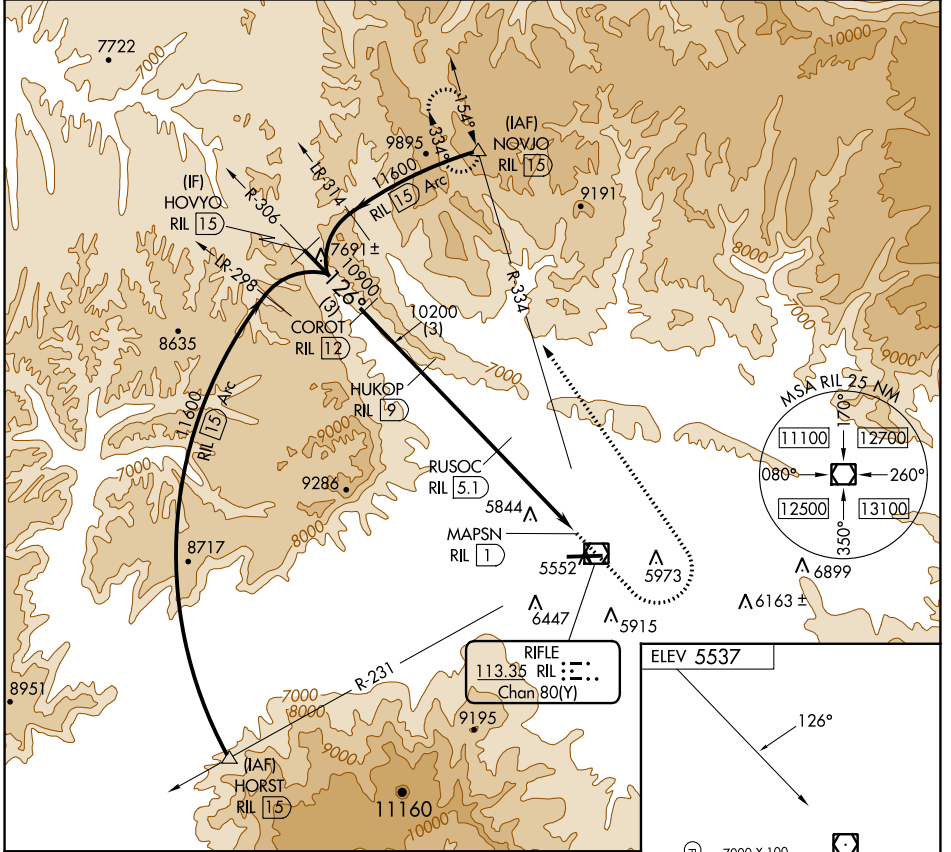 7722
7000
10000
154°
334°
(IAF)
NOVJO
RIL 15
9895
11600
RIL 15 Arc
9191
(IF)
HOVYO
RIL 15
R-306
LR-314
7691 ±
8000
LR-298
10900
126°
(3)
R-334
COROT
RIL 12
10200
(3)
8635
7000
9000
HUKOP
RIL 9
11600
RIL 15 Arc
MSA RIL 25 NM
170°
11100
12700
080°
260°
12500
13100
350°
9000
RUSOC
RIL 5.1
7000
9286
8000
5844
MAPSN
RIL 1
8717
5552
5973
6899
6447
5915
6163 ±
RIFLE
113.35 RIL
Chan 80(Y)
R-231
7000
8000
8951
9195
9000
(IAF)
HORST
RIL 15
11160
10000
ELEV 5537
126°
7000 X 100